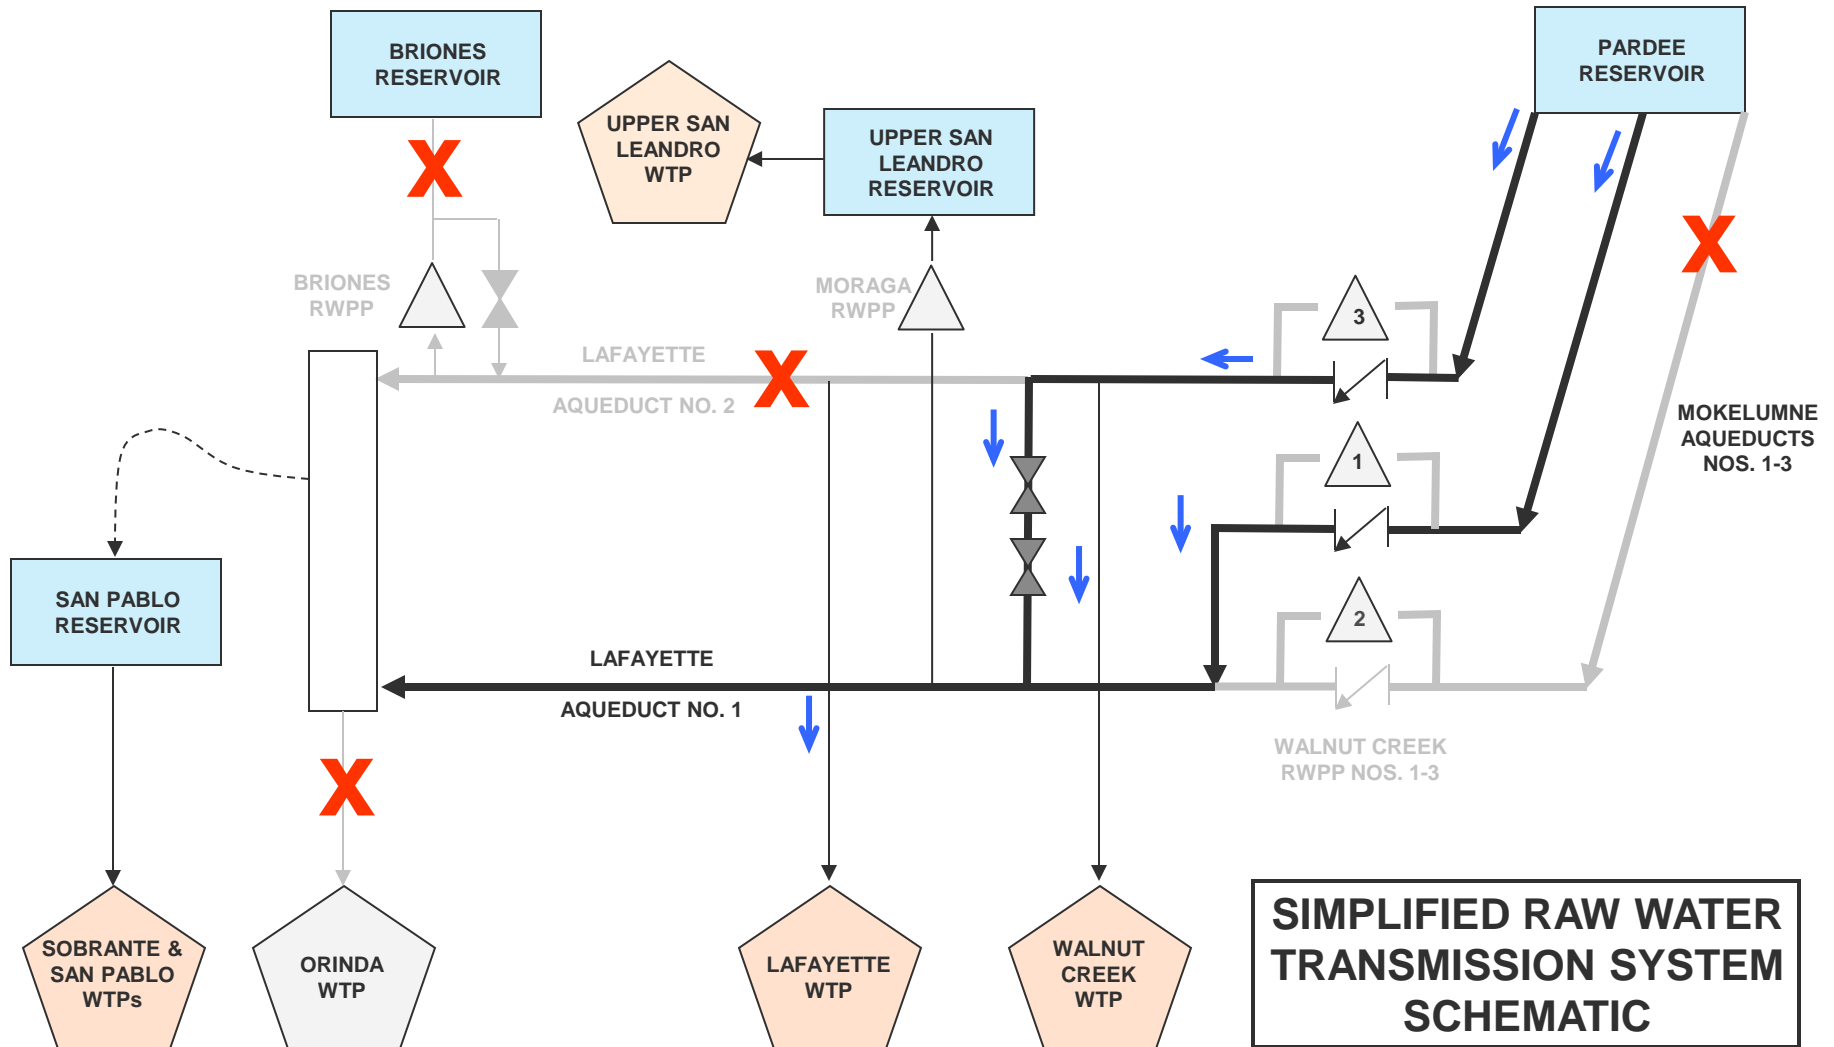 BRIONES
RESERVOIR
PARDEE
RESERVOIR
UPPER SAN
LEANDRO
WTP
UPPER SAN
LEANDRO
RESERVOIR
X
X
BRIONES
RWPP
MORAGA
RWPP
3
LAFAYETTE
X
AQUEDUCT NO. 2
MOKELUMNE
AQUEDUCTS
NOS. 1-3
1
SAN PABLO
RESERVOIR
2
LAFAYETTE
AQUEDUCT NO. 1
WALNUT CREEK
RWPP NOS. 1-3
X
SOBRANTE &
SAN PABLO
WTPs
ORINDA
WTP
LAFAYETTE
WTP
WALNUT
CREEK
WTP
SIMPLIFIED RAW WATER
TRANSMISSION SYSTEM
SCHEMATIC